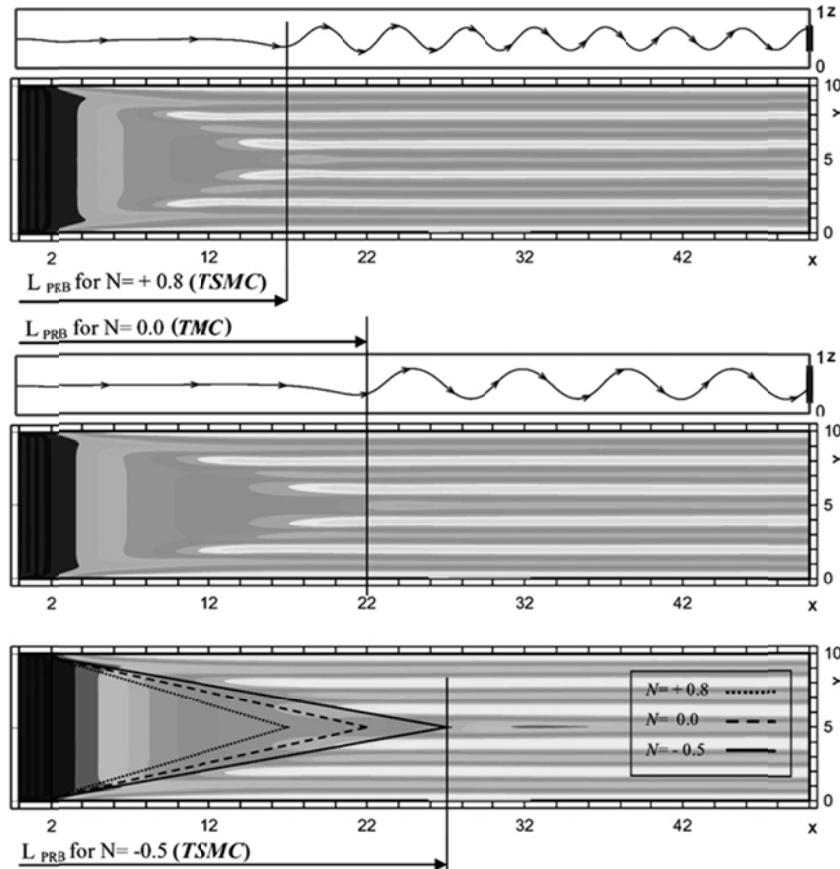 1 z
0
10
Y
5
0
2 12 22 32 42 x
L PRB for N= + 0.8 (TSMC)
L PRB for N= 0.0 (TMC)
1 z
0
10
Y
5
0
2 12 22 32 42 x
10
Y
N= + 0.8
N= 0.0
5
N= - 0.5
0
2 12 22 32 42 x
L PRB for N= -0.5 (TSMC)